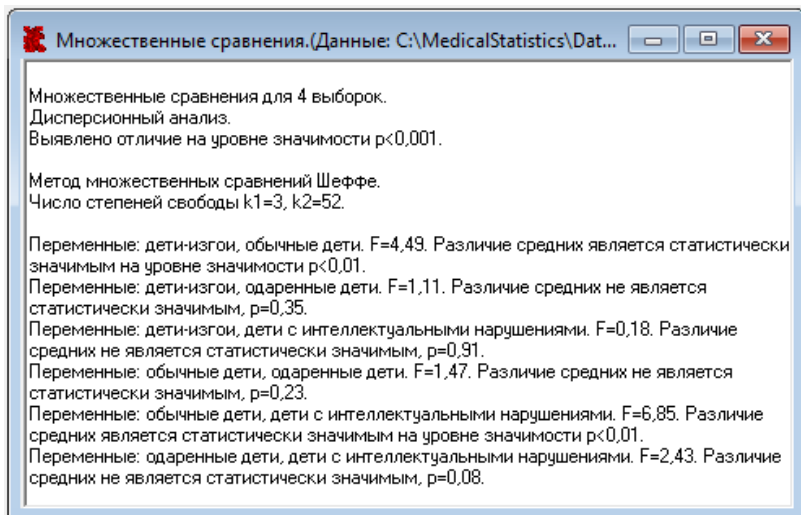 Множественные сравнения.(Данные: C:\MedicalStatistics\Dat...
Множественные сравнения для 4 выборок.
Дисперсионный анализ.
Выявлено отличие на уровне значимости p<0,001.
Метод множественных сравнений Шеффе.
Число степеней свободы k1=3, k2=52.
Переменные: дети-изгои, обычные дети. F=4,49. Различие средних является статистически
значимым на уровне значимости p<0,01.
Переменные: дети-изгои, одаренные дети. F=1,11. Различие средних не является
статистически значимым, p=0,35.
Переменные: дети-изгои, дети с интеллектуальными нарушениями. F=0,18. Различие
средних не является статистически значимым, p=0,91.
Переменные: обычные дети, одаренные дети. F=1,47. Различие средних не является
статистически значимым, p=0,23.
Переменные: обычные дети, дети с интеллектуальными нарушениями. F=6,85. Различие
средних является статистически значимым на уровне значимости p<0,01.
Переменные: одаренные дети, дети с интеллектуальными нарушениями. F=2,43. Различие
средних не является статистически значимым, p=0,08.